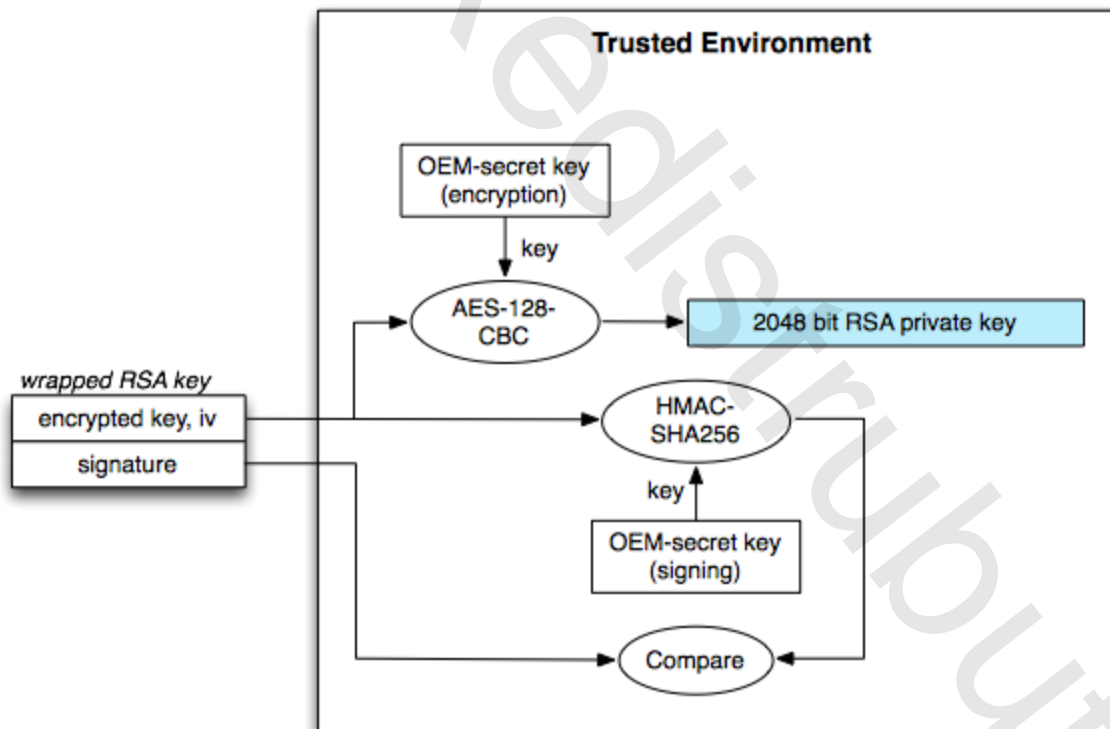 Trusted Environment
OEM-secret key
(encryption)
key
AES-128-
CBC
2048 bit RSA private key
wrapped RSA key
encrypted key, iv
signature
HMAC-
SHA256
key
OEM-secret key
(signing)
Compare